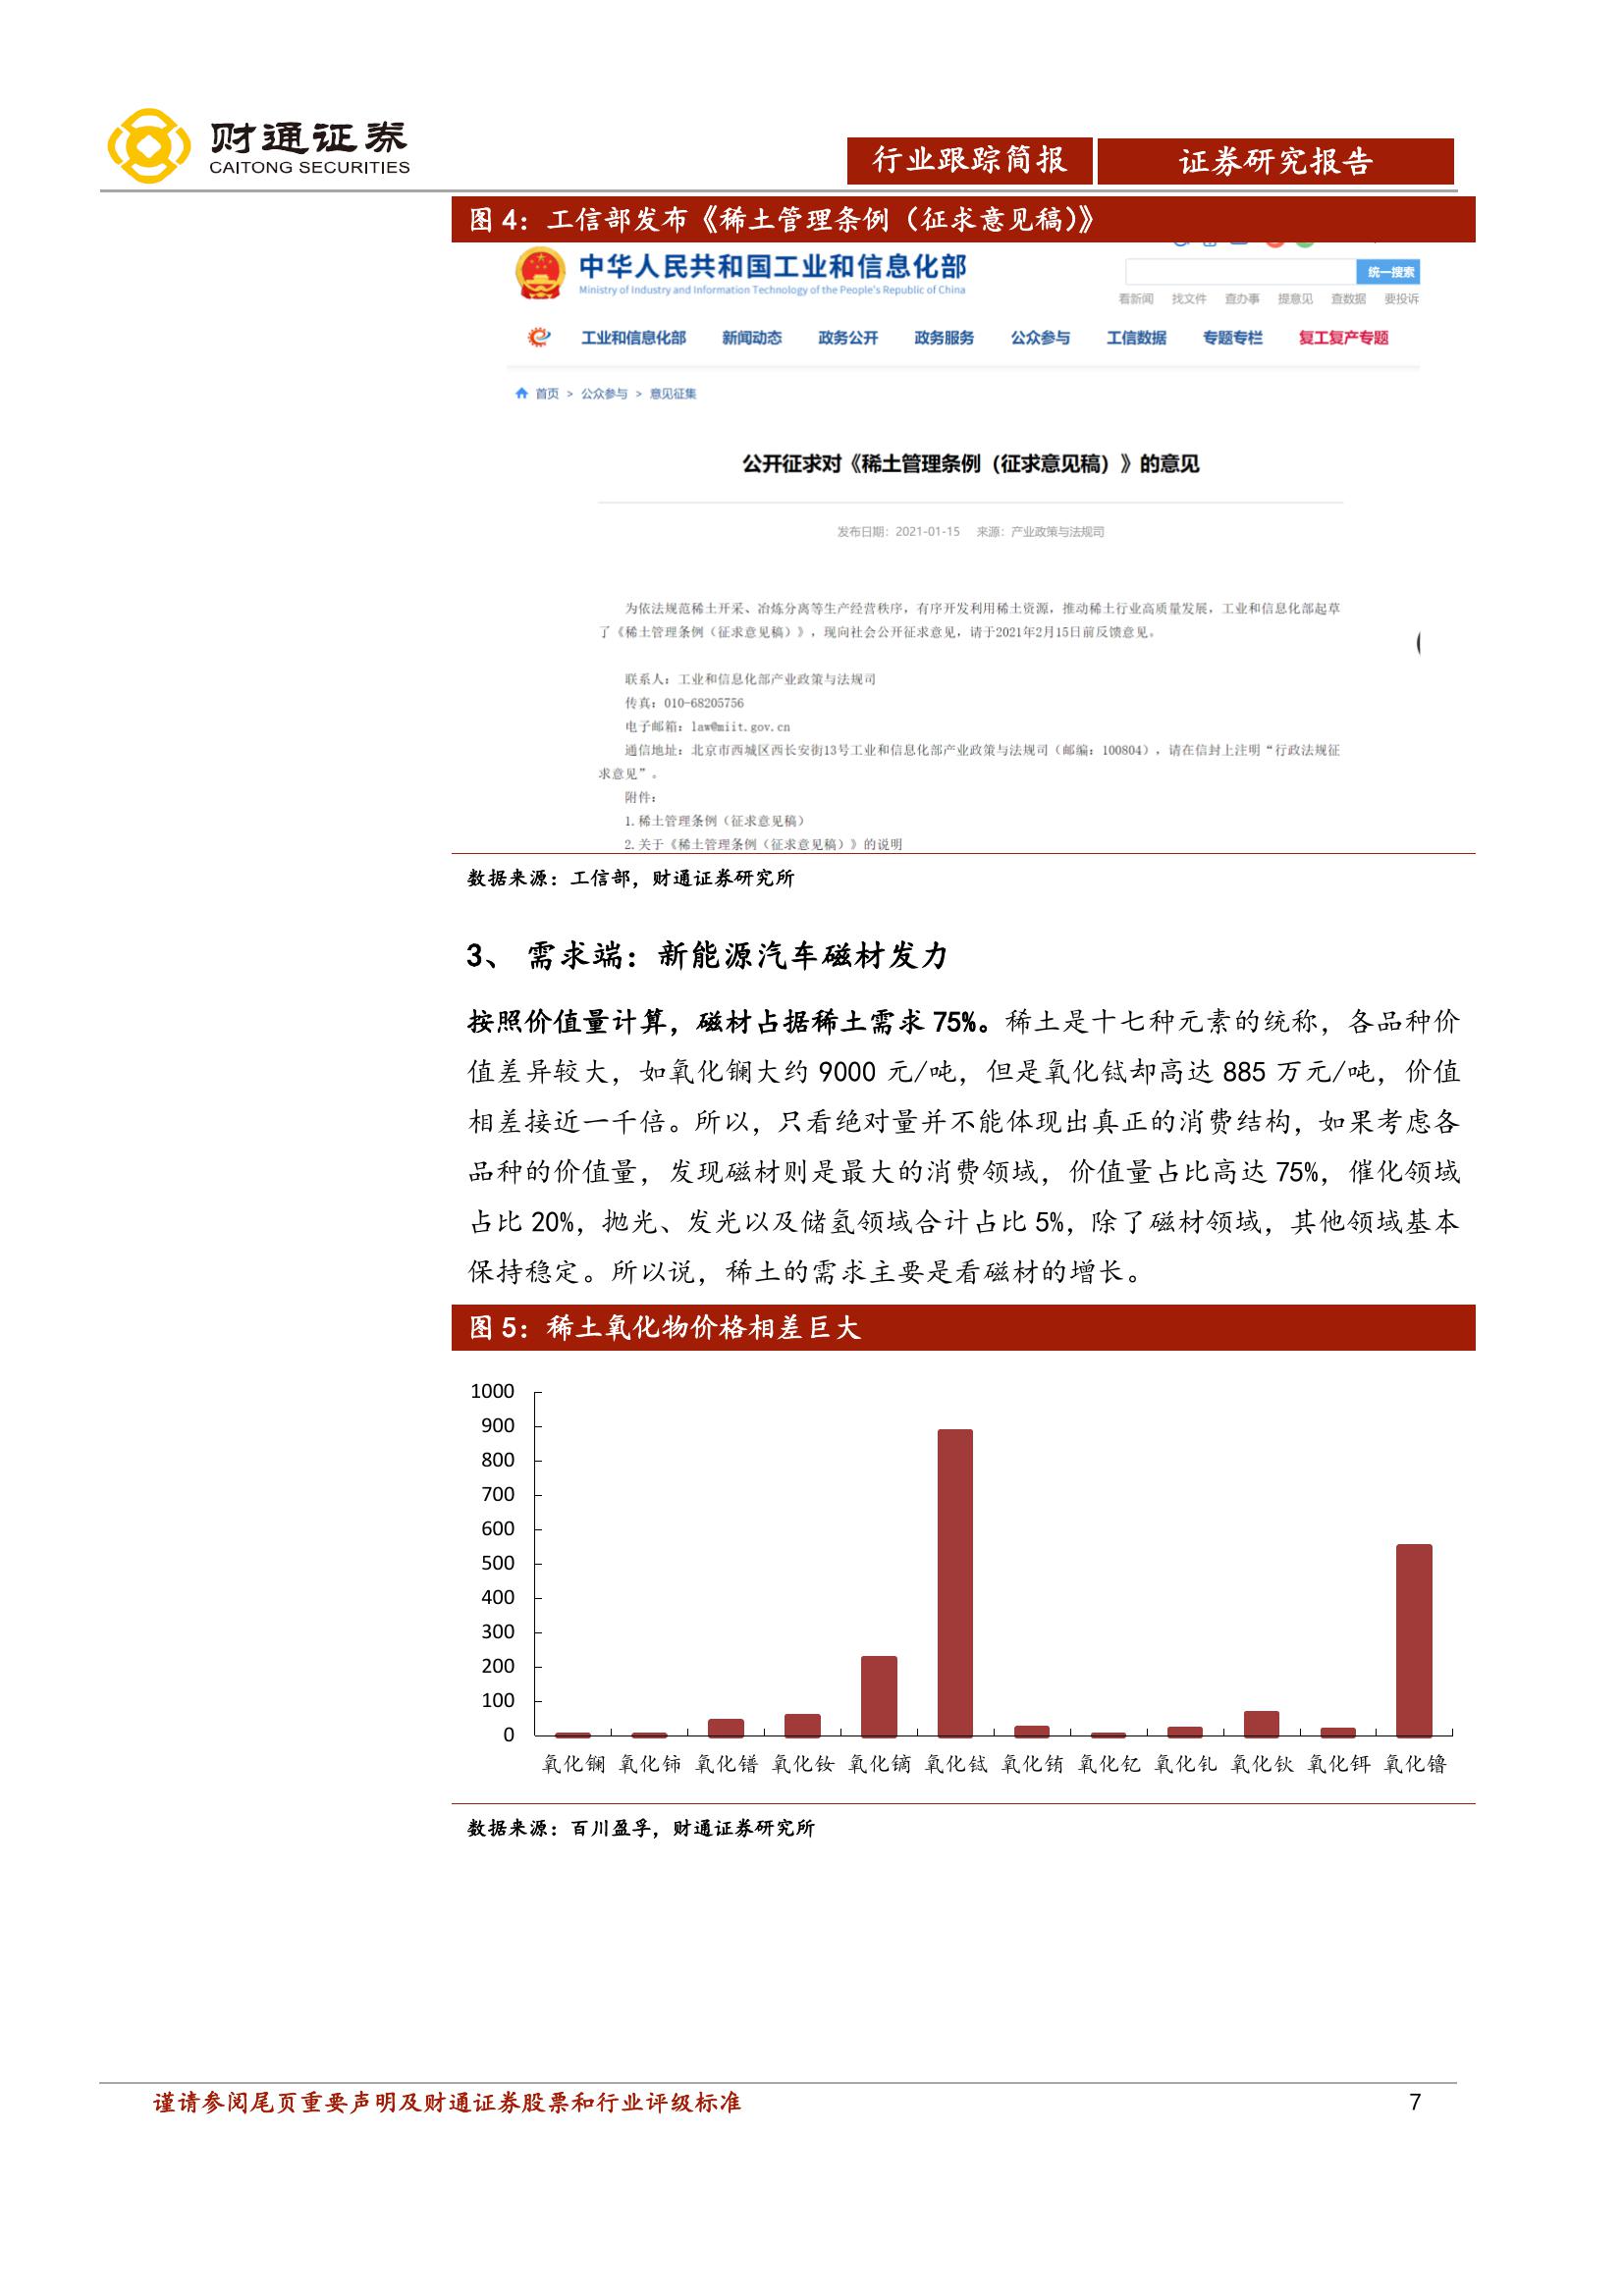 财通证券
CAITONG SECURITIES
行业跟踪简报 证券研究报告
图 4：工信部发布《稀土管理条例（征求意见稿）》
中华人民共和国工业和信息化部
Ministry of Industry and Information Technology of the People's Republic of China
统一搜索
看新闻 找文件 查办事 提意见 查数据 要投诉
工业和信息化部 新闻动态 政务公开 政务服务 公众参与 工信数据 专题专栏 复工复产专题
首页 > 公众参与 > 意见征集
公开征求对《稀土管理条例（征求意见稿）》的意见
发布日期：2021-01-15 来源：产业政策与法规司
为依法规范稀土开采、冶炼分离等生产经营秩序，有序开发利用稀土资源，推动稀土行业高质量发展，工业和信息化部起草
了《稀土管理条例（征求意见稿）》，现向社会公开征求意见，请于2021年2月15日前反馈意见。
联系人：工业和信息化部产业政策与法规司
传真：010-68205756
电子邮箱：law@miit.gov.cn
通信地址：北京市西城区西长安街13号工业和信息化部产业政策与法规司（邮编：100804），请在信封上注明“行政法规征
求意见”。
附件：
1.稀土管理条例（征求意见稿）
2.关于《稀土管理条例（征求意见稿）》的说明
数据来源：工信部，财通证券研究所
3、 需求端：新能源汽车磁材发力
按照价值量计算，磁材占据稀土需求 75%。稀土是十七种元素的统称，各品种价
值差异较大，如氧化镧大约 9000 元/吨，但是氧化铽却高达 885 万元/吨，价值
相差接近一千倍。所以，只看绝对量并不能体现出真正的消费结构，如果考虑各
品种的价值量，发现磁材则是最大的消费领域，价值量占比高达 75%，催化领域
占比 20%，抛光、发光以及储氢领域合计占比 5%，除了磁材领域，其他领域基本
保持稳定。所以说，稀土的需求主要是看磁材的增长。
图 5：稀土氧化物价格相差巨大
1000
900
800
700
600
500
400
300
200
100
0
氧化镧 氧化铈 氧化镨 氧化钕 氧化镝 氧化铽 氧化铕 氧化钇 氧化钆 氧化钬 氧化铒 氧化镥
数据来源：百川盈孚，财通证券研究所
谨请参阅尾页重要声明及财通证券股票和行业评级标准 7